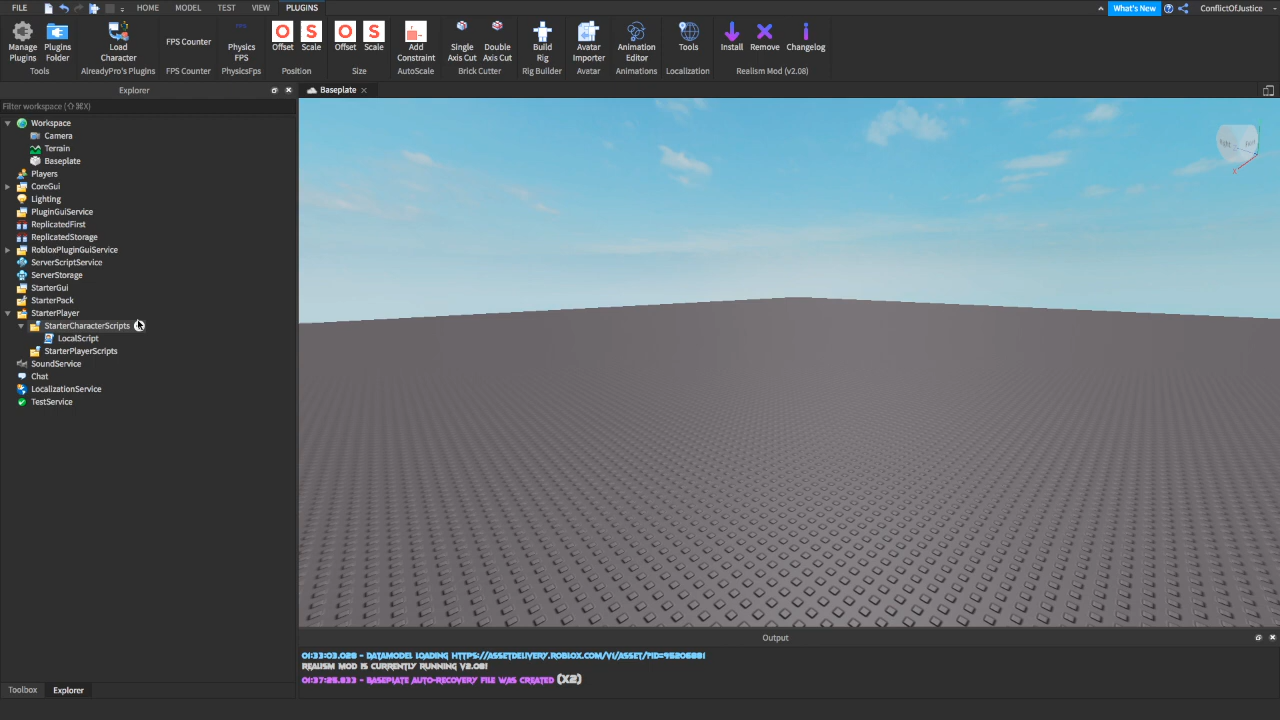 FILE HOME MODEL TEST VIEW PLUGINS What's New ConflictOfJustice
Manage Plugins Plugins Folder Load Character FPS Counter Physics FPS Offset Scale Offset Scale Add Constraint Single Axis Cut Double Axis Cut Build Rig Avatar Importer Animation Editor Tools Install Remove Changelog
Tools AlreadyPro's Plugins FPS Counter PhysicsFps Position Size AutoScale Brick Cutter Rig Builder Avatar Animations Localization Realism Mod (v2.08)
Explorer
Baseplate
Filter workspace (⇧⌘X)
Workspace
Camera
Terrain
Baseplate
Players
CoreGui
Lighting
PluginGuiService
ReplicatedFirst
ReplicatedStorage
RobloxPluginGuiService
ServerScriptService
ServerStorage
StarterGui
StarterPack
StarterPlayer
StarterCharacterScripts
LocalScript
StarterPlayerScripts
SoundService
Chat
LocalizationService
TestService
Output
01:33:03.028 - DATAMODEL LOADING HTTPS://ASSETDELIVERY.ROBLOX.COM/V1/ASSET/?ID=95206881
REALISM MOD IS CURRENTLY RUNNING V2.08!
01:37:25.833 - BASEPLATE AUTO-RECOVERY FILE WAS CREATED (X2)
Toolbox Explorer